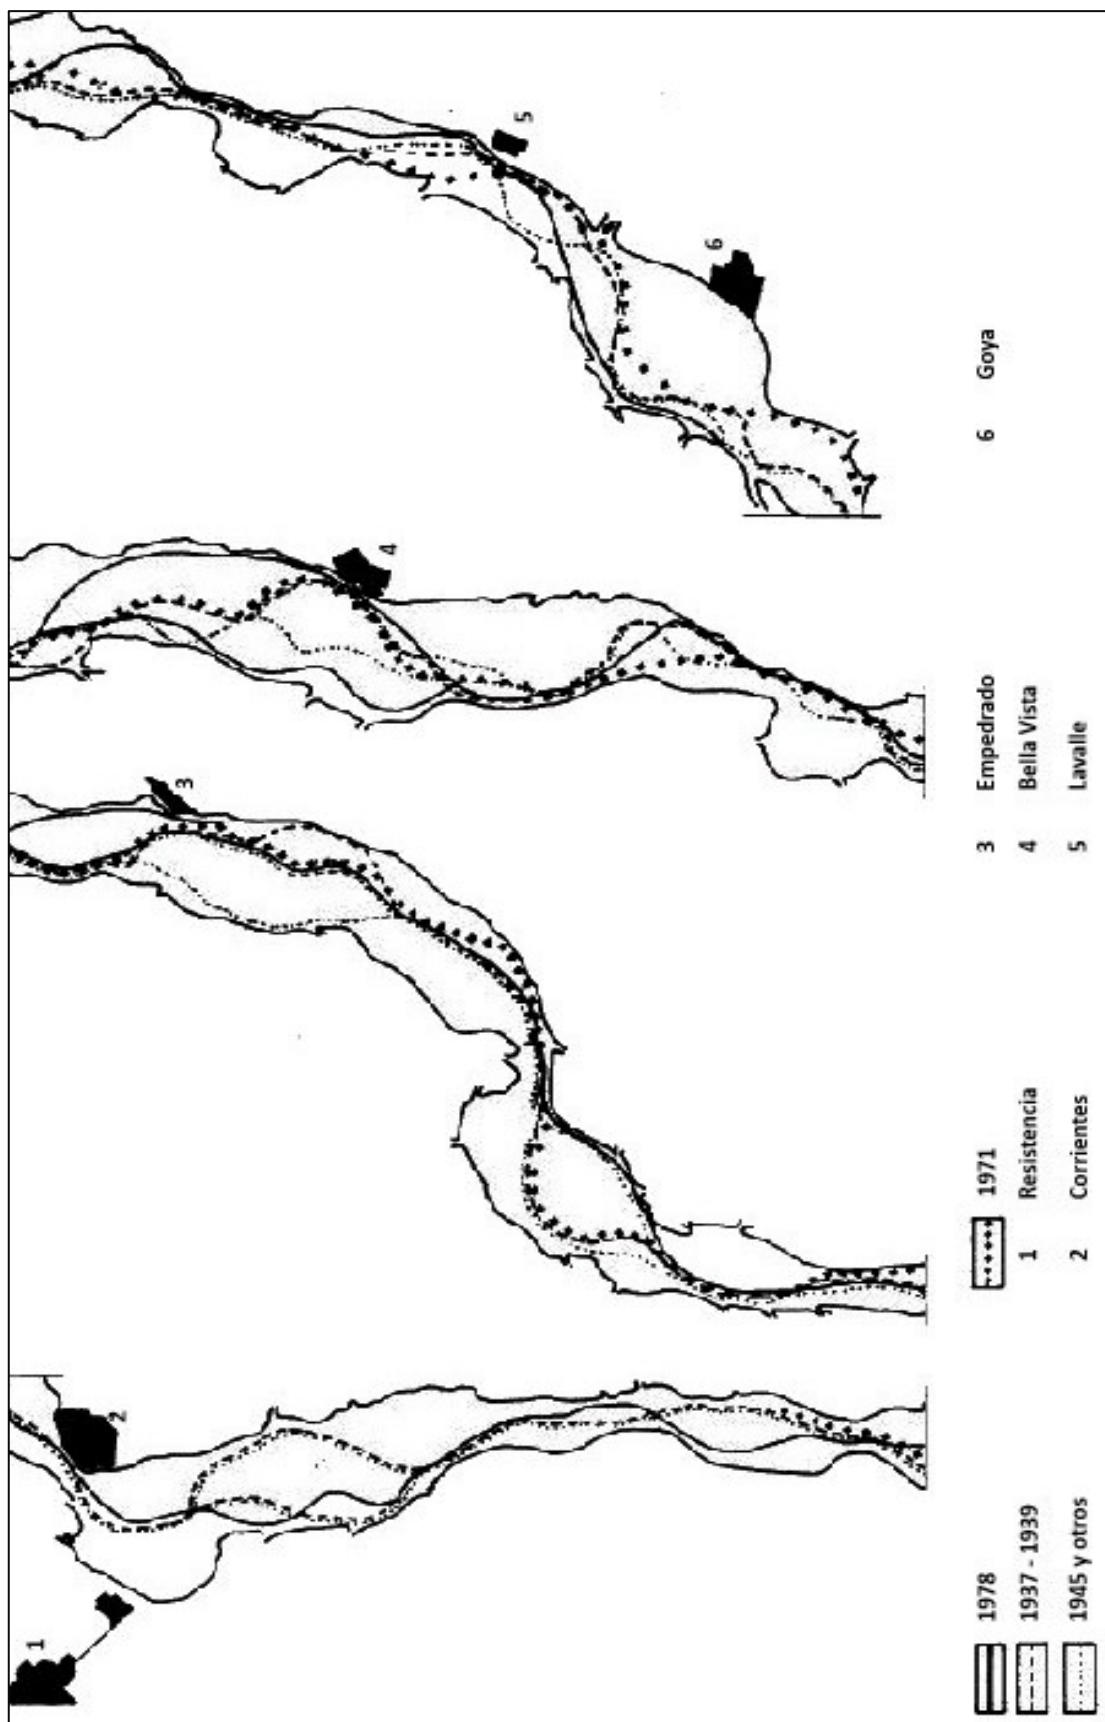 1
2
3
4
5
6
1978
1937 - 1939
1945 y otros
1971
1 Resistencia
2 Corrientes
3 Empedrado
4 Bella Vista
5 Lavalle
6 Goya